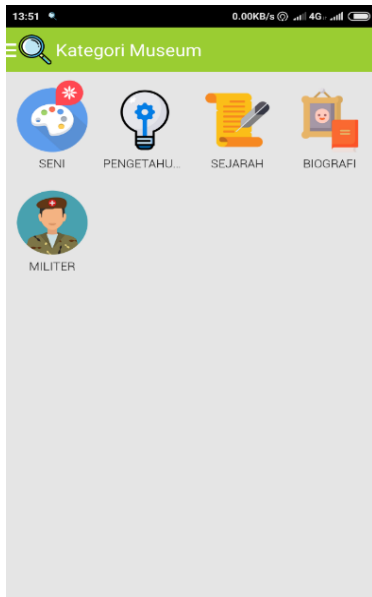 13:51 0.00KB/s 4G
Kategori Museum
SENI PENGETAHU... SEJARAH BIOGRAFI
MILITER